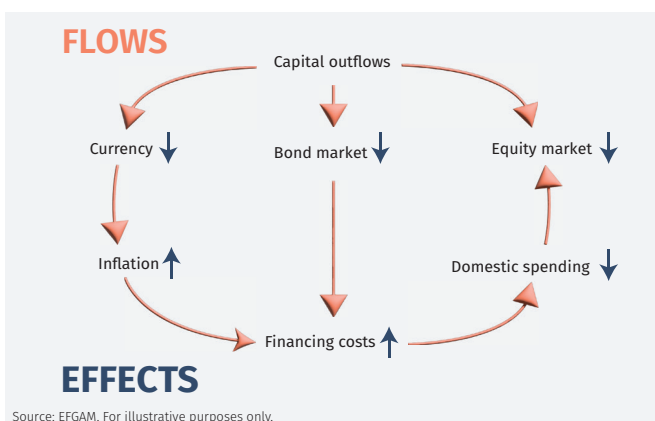 FLOWS
Capital outflows
Currency
Bond market
Equity market
Inflation
Domestic spending
Financing costs
EFFECTS
Source: EFGAM. For illustrative purposes only.